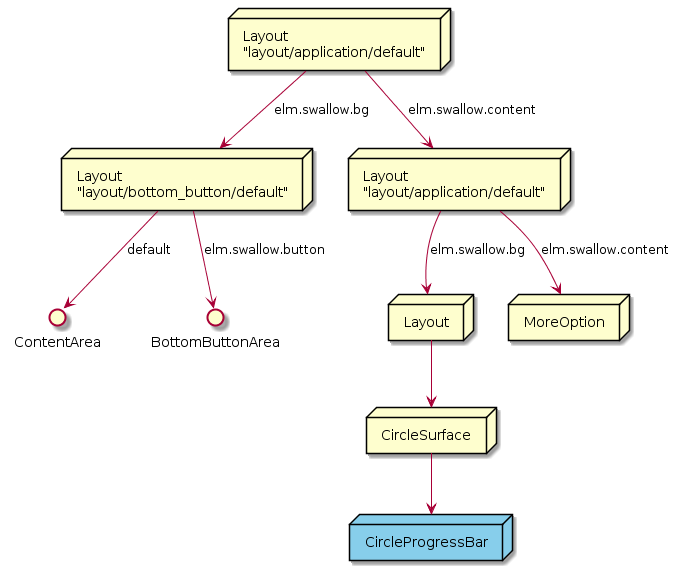 Layout
"layout/application/default"
elm.swallow.bg
elm.swallow.content
Layout
"layout/bottom_button/default"
Layout
"layout/application/default"
default
elm.swallow.button
elm.swallow.bg
elm.swallow.content
ContentArea
BottomButtonArea
Layout
MoreOption
CircleSurface
CircleProgressBar